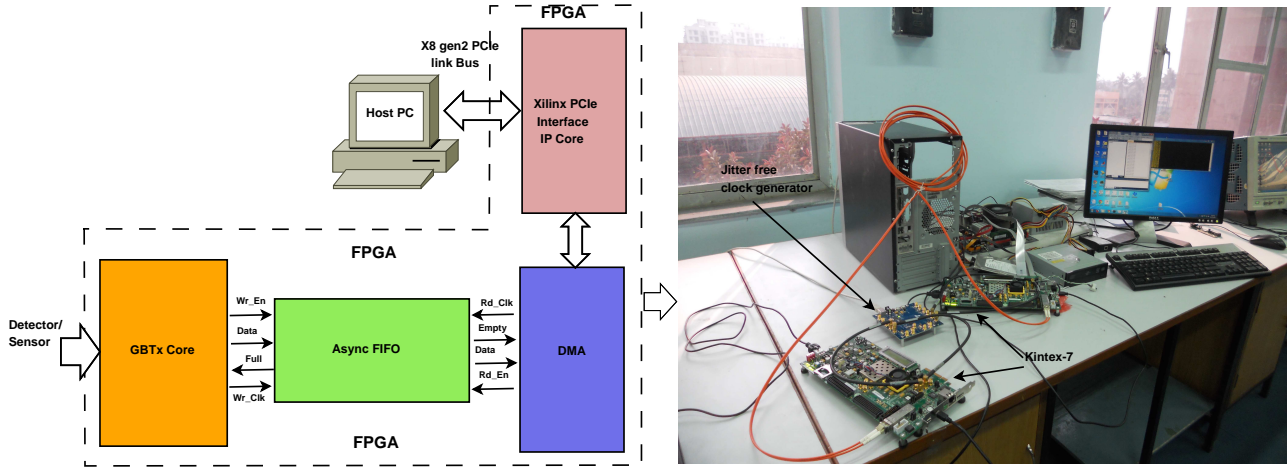 FPGA
X8 gen2 PCIe
link Bus
Host PC
Xilinx PCIe
Interface
IP Core
FPGA
Detector/
Sensor
GBTx Core
Wr_En
Data
Full
Wr_Clk
Async FIFO
Rd_Clk
Empty
Data
Rd_En
DMA
FPGA
Jitter free
clock generator
Kintex-7
DELL